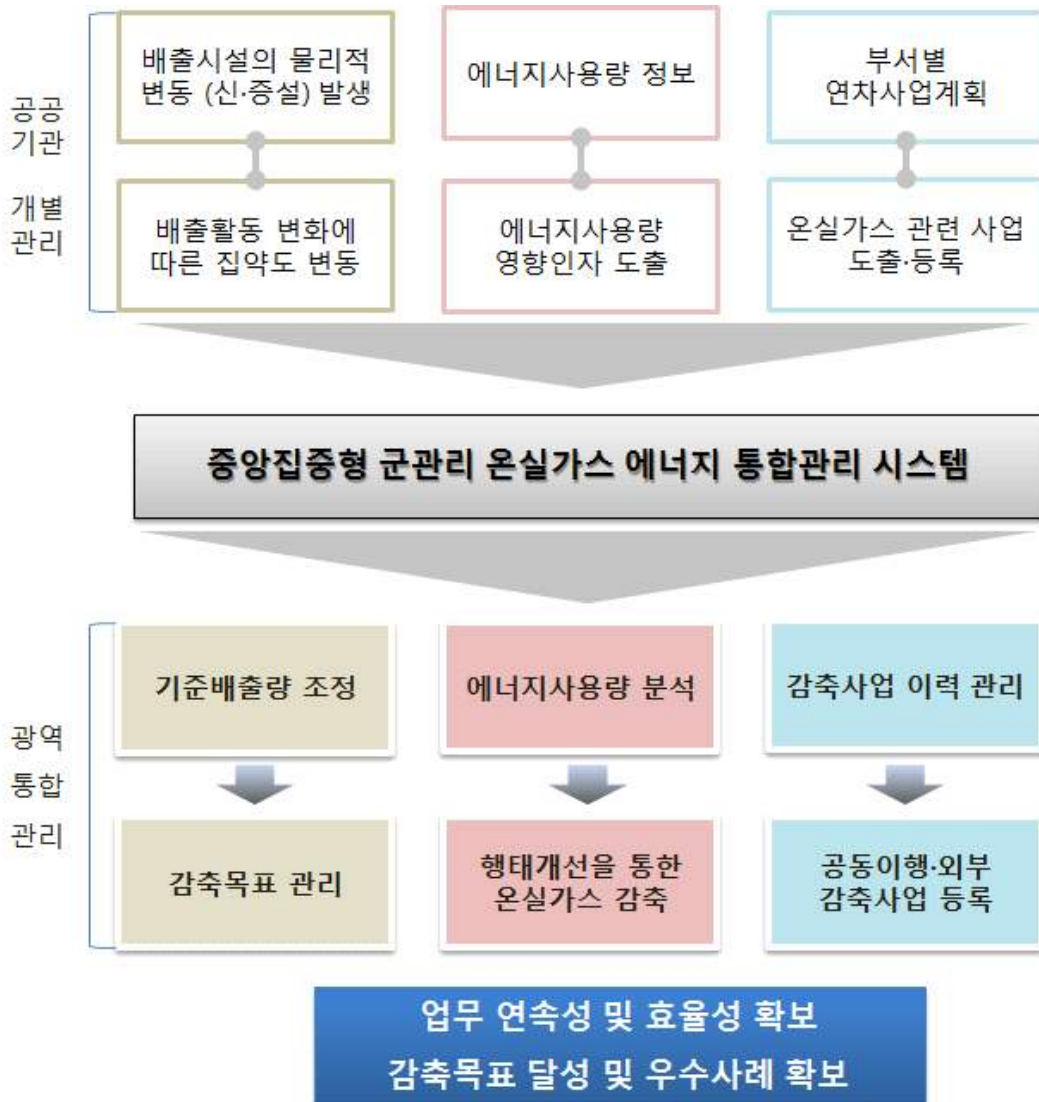 공공
기관
개별
관리
배출시설의 물리적
변동 (신·증설) 발생
에너지사용량 정보
부서별
연차사업계획
배출활동 변화에
따른 집약도 변동
에너지사용량
영향인자 도출
온실가스 관련 사업
도출·등록
중앙집중형 군관리 온실가스 에너지 통합관리 시스템
광역
통합
관리
기준배출량 조정
에너지사용량 분석
감축사업 이력 관리
감축목표 관리
행태개선을 통한
온실가스 감축
공동이행·외부
감축사업 등록
업무 연속성 및 효율성 확보
감축목표 달성 및 우수사례 확보